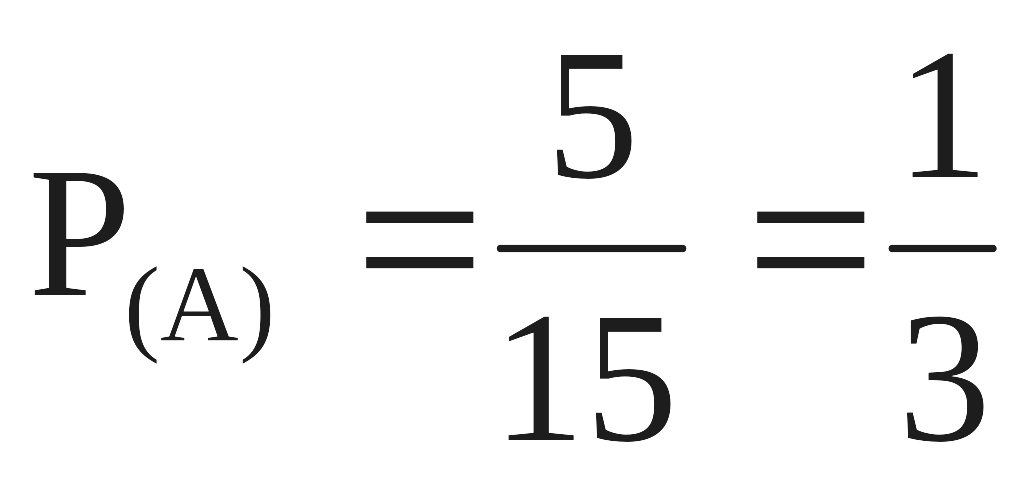 P(A) = 5/15 = 1/3